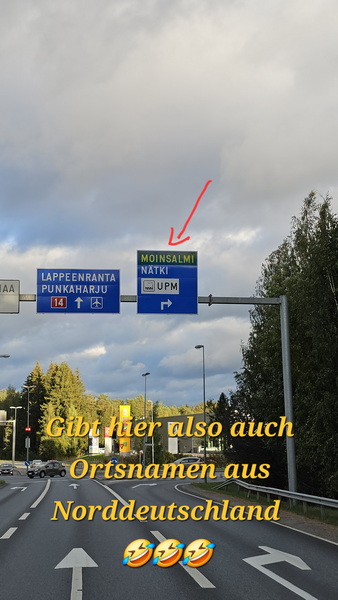 LAPPEENRANTA
PUNKAHARJU
14
MOINSALMI
NÄTKI
UPM
Gibt hier also auch
Ortsnamen aus
Norddeutschland
🤣🤣🤣